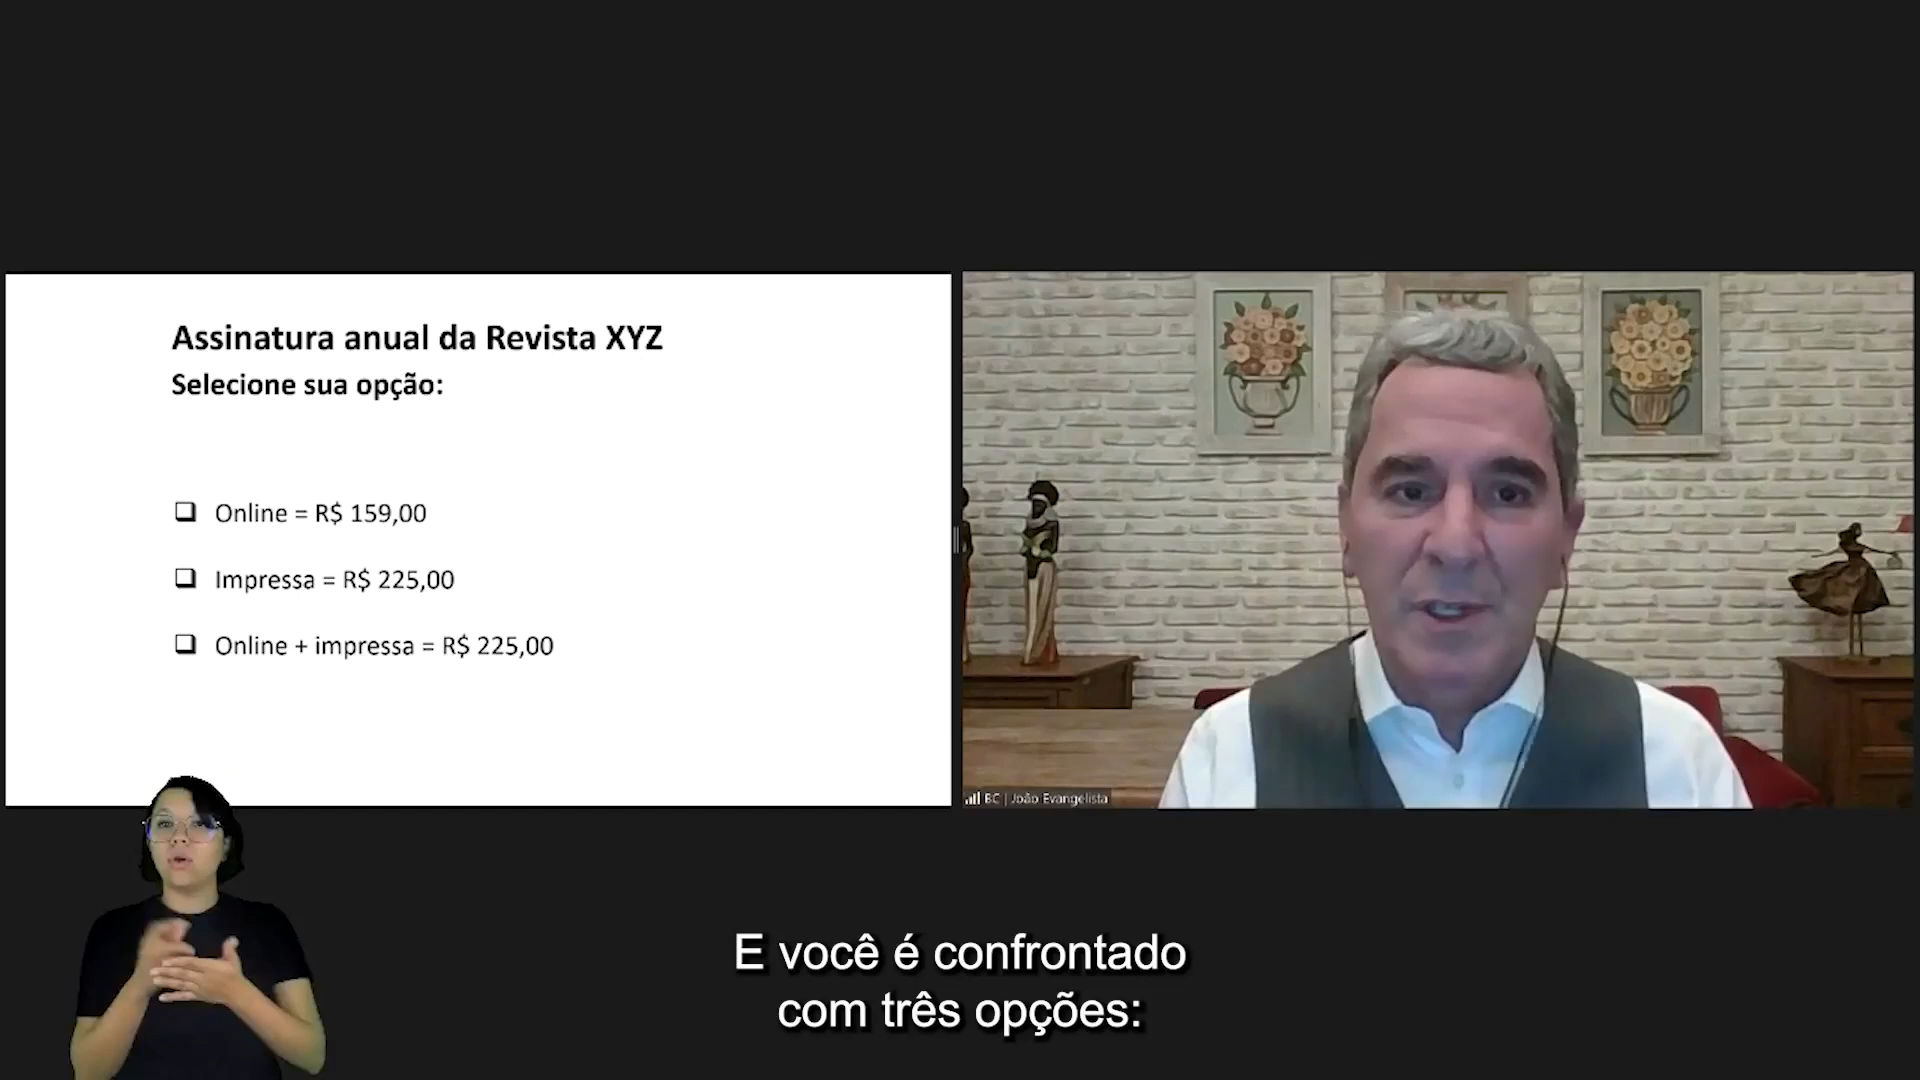 Assinatura anual da Revista XYZ
Selecione sua opção:
Online = R$ 159,00
Impressa = R$ 225,00
Online + impressa = R$ 225,00
BC | João Evangelista
E você é confrontado
com três opções: